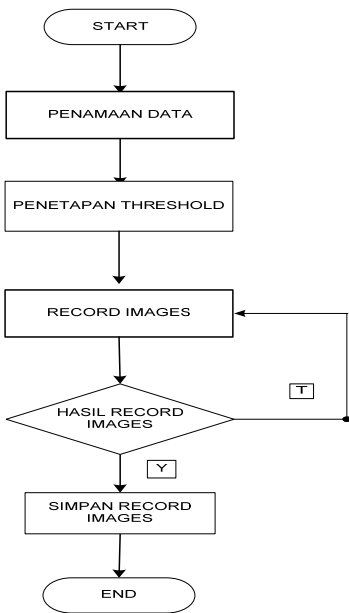 START
PENAMAAN DATA
PENETAPAN THRESHOLD
RECORD IMAGES
T
HASIL RECORD
IMAGES
Y
SIMPAN RECORD
IMAGES
END